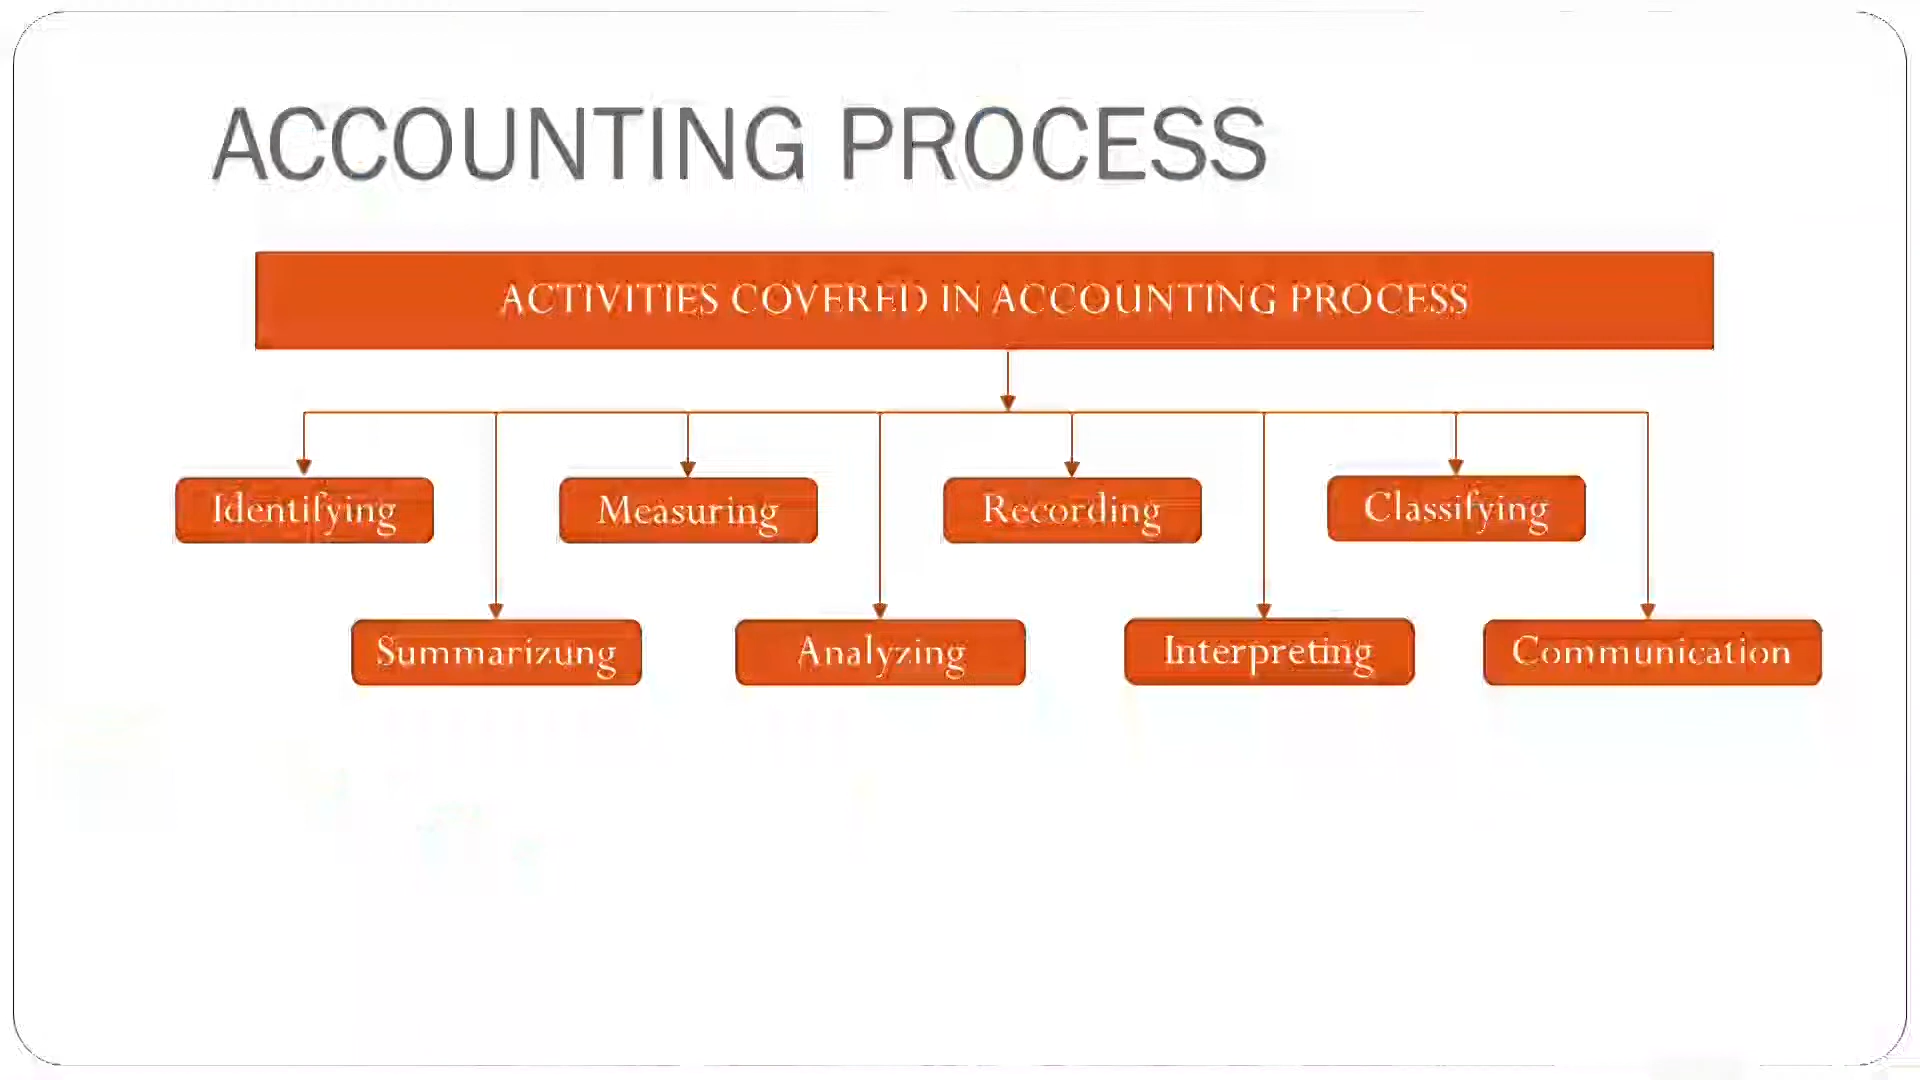 ACCOUNTING PROCESS
ACTIVITIES COVERED IN ACCOUNTING PROCESS
Identifying
Measuring
Recording
Classifying
Summarizung
Analyzing
Interpreting
Communication